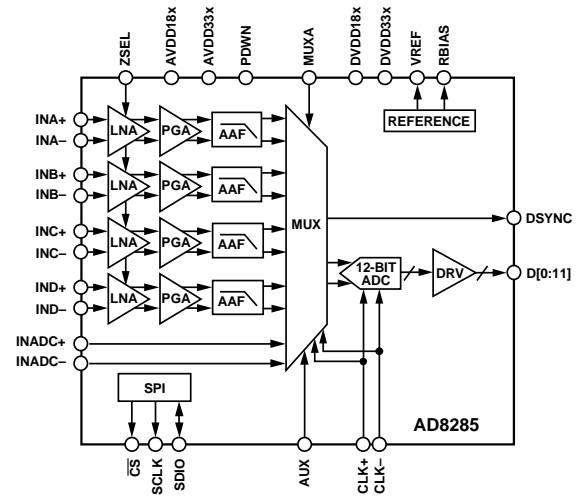 ZSEL
AVDD18x
AVDD33x
PDWN
MUXA
DVDD18x
DVDD33x
VREF
RBIAS
REFERENCE
INA+
INA–
LNA
PGA
AAF
INB+
INB–
LNA
PGA
AAF
INC+
INC–
LNA
PGA
AAF
IND+
IND–
LNA
PGA
AAF
INADC+
INADC–
MUX
12-BIT
ADC
DRV
DSYNC
D[0:11]
SPI
AD8285
CS
SCLK
SDIO
AUX
CLK+
CLK–